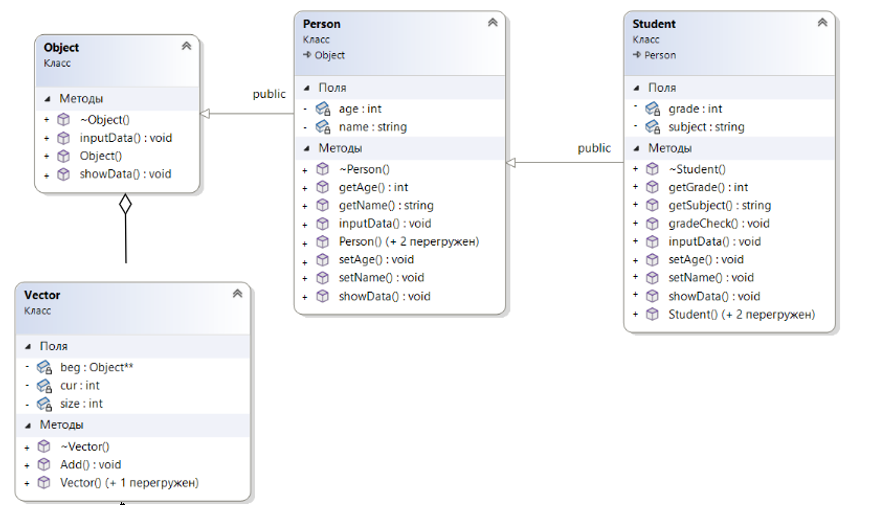 Object
Класс
Методы
+ ~Object()
+ inputData() : void
+ Object()
+ showData() : void
public
Person
Класс
Object
Поля
- age : int
- name : string
Методы
+ ~Person()
+ getAge() : int
+ getName() : string
+ inputData() : void
+ Person() (+ 2 перегружен)
+ setAge() : void
+ setName() : void
+ showData() : void
public
Student
Класс
Person
Поля
- grade : int
- subject : string
Методы
+ ~Student()
+ getGrade() : int
+ getSubject() : string
+ gradeCheck() : void
+ inputData() : void
+ setAge() : void
+ setName() : void
+ showData() : void
+ Student() (+ 2 перегружен)
Vector
Класс
Поля
- beg : Object**
- cur : int
- size : int
Методы
+ ~Vector()
+ Add() : void
+ Vector() (+ 1 перегружен)